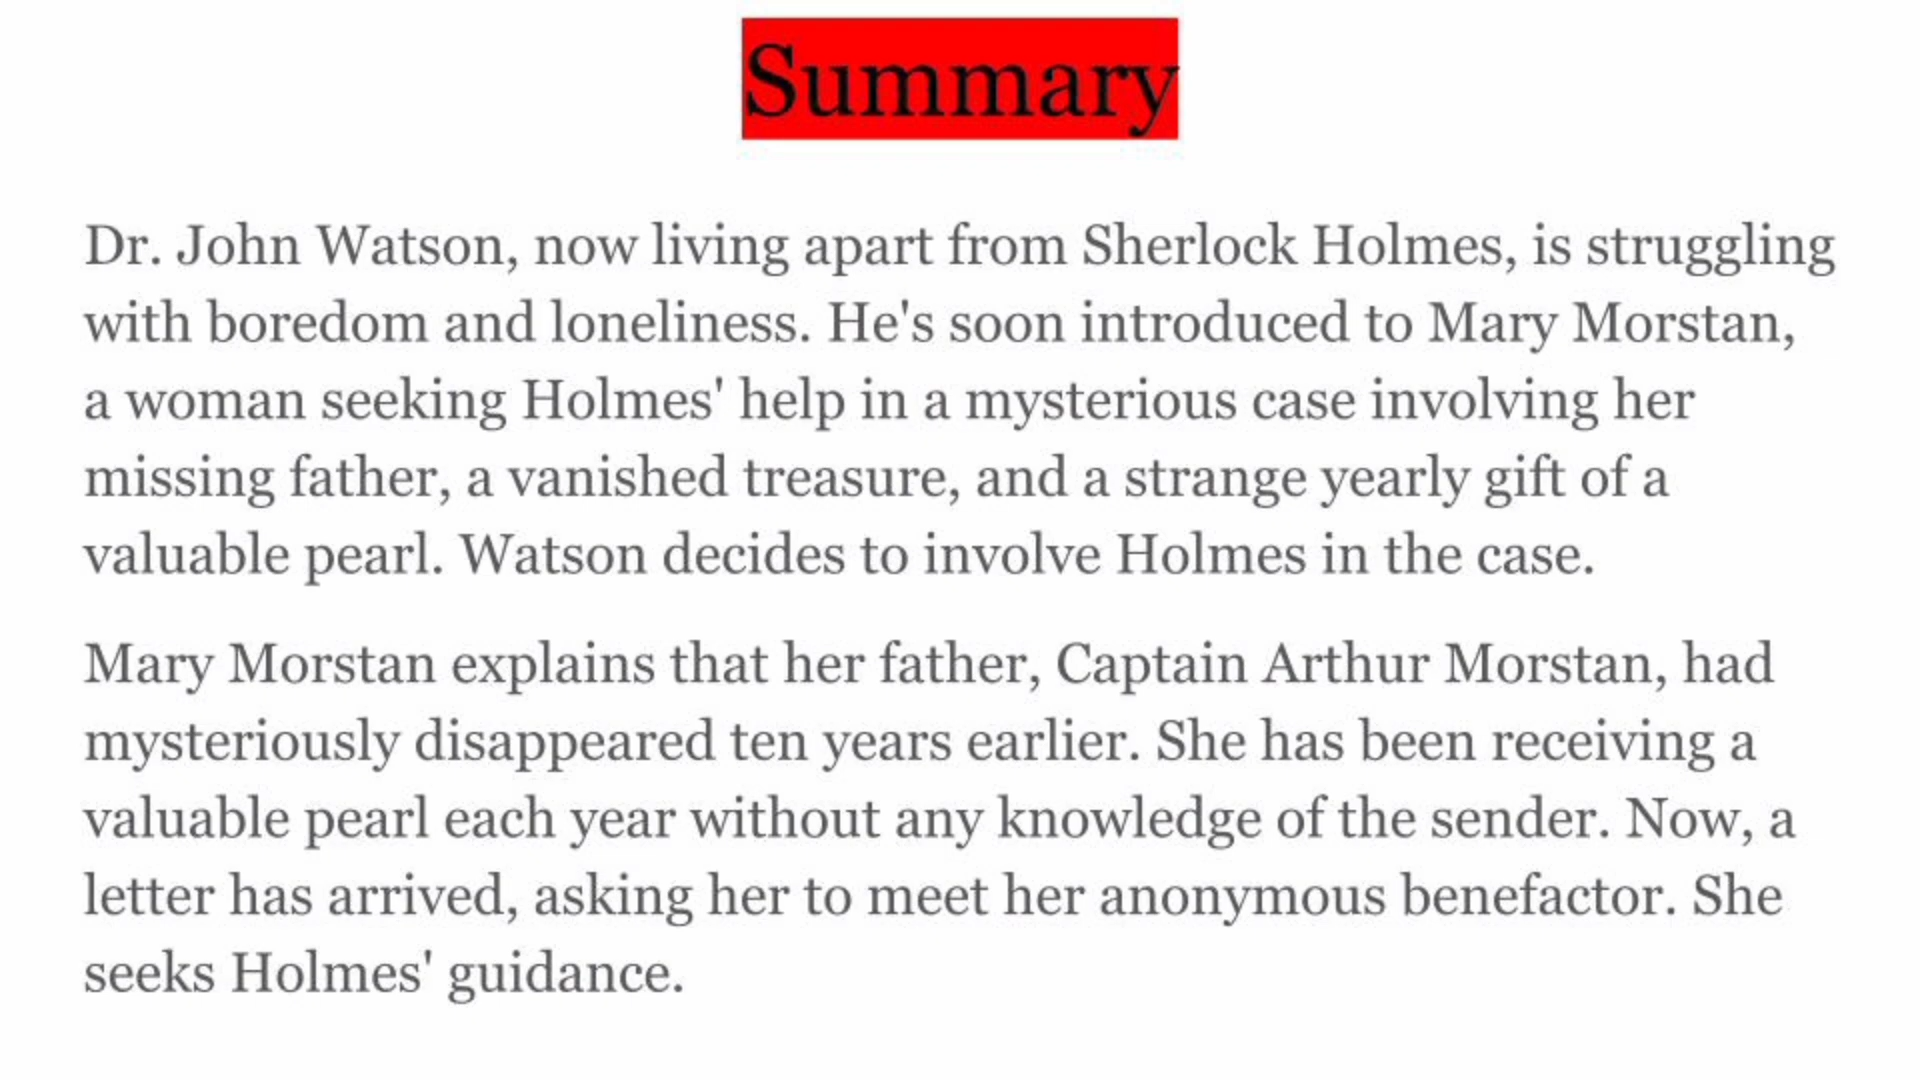 Summary
Dr. John Watson, now living apart from Sherlock Holmes, is struggling
with boredom and loneliness. He's soon introduced to Mary Morstan,
a woman seeking Holmes' help in a mysterious case involving her
missing father, a vanished treasure, and a strange yearly gift of a
valuable pearl. Watson decides to involve Holmes in the case.
Mary Morstan explains that her father, Captain Arthur Morstan, had
mysteriously disappeared ten years earlier. She has been receiving a
valuable pearl each year without any knowledge of the sender. Now, a
letter has arrived, asking her to meet her anonymous benefactor. She
seeks Holmes' guidance.